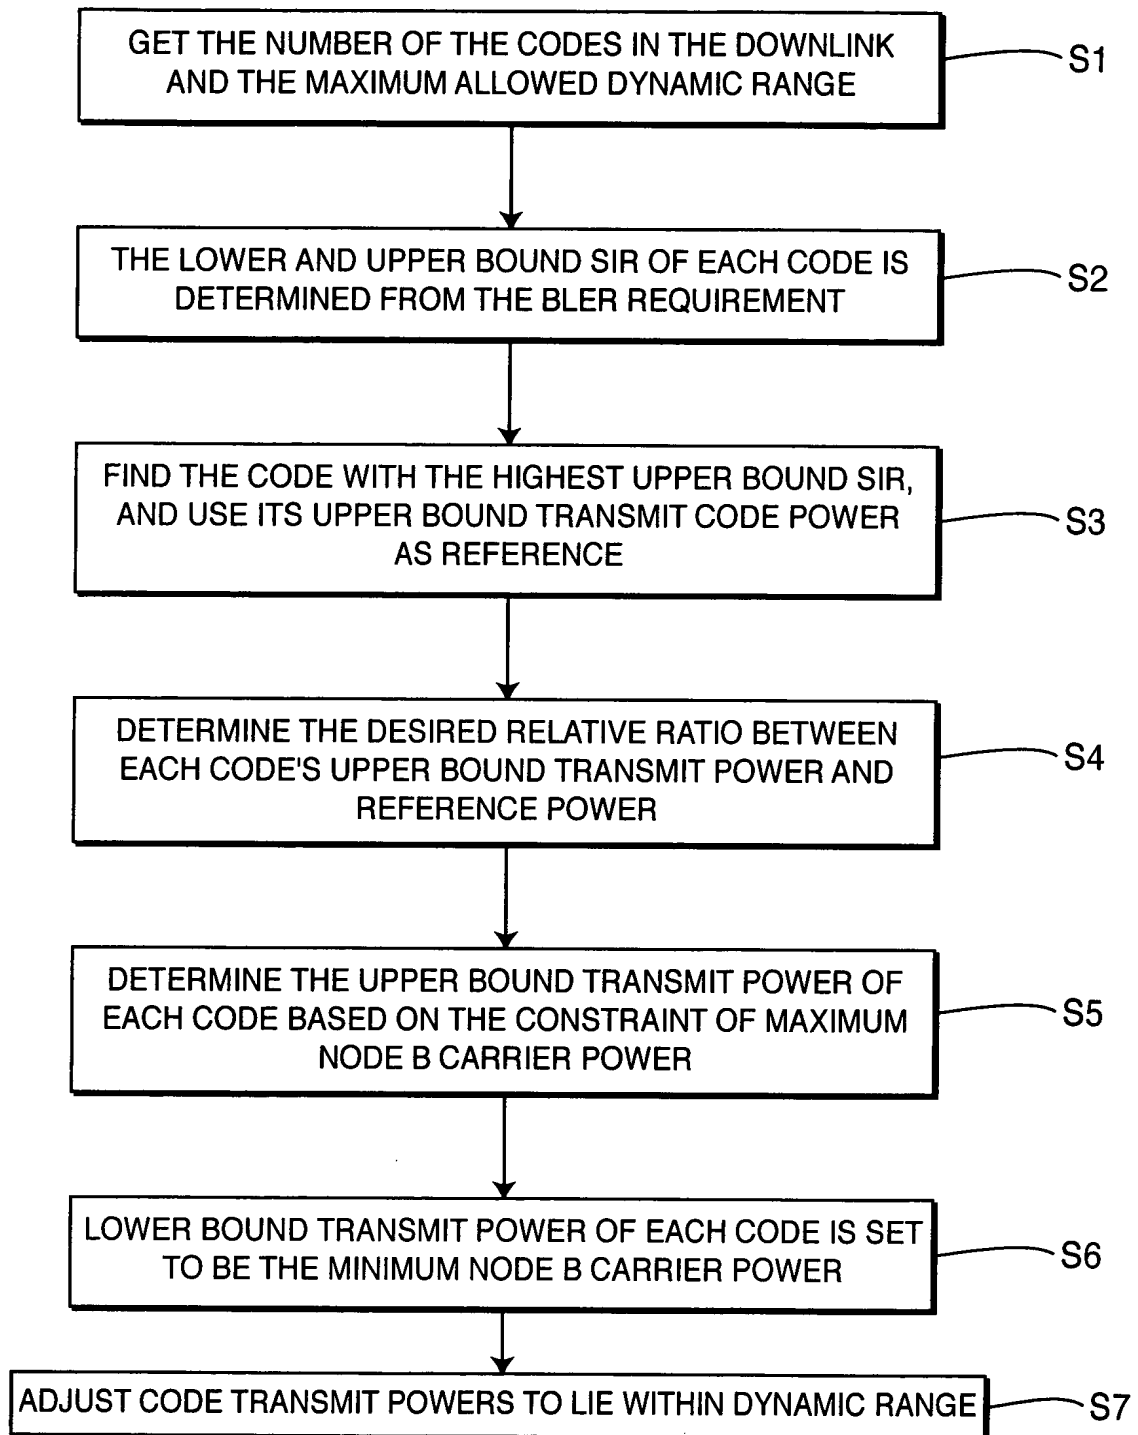 GET THE NUMBER OF THE CODES IN THE DOWNLINK
AND THE MAXIMUM ALLOWED DYNAMIC RANGE
S1
THE LOWER AND UPPER BOUND SIR OF EACH CODE IS
DETERMINED FROM THE BLER REQUIREMENT
S2
FIND THE CODE WITH THE HIGHEST UPPER BOUND SIR,
AND USE ITS UPPER BOUND TRANSMIT CODE POWER
AS REFERENCE
S3
DETERMINE THE DESIRED RELATIVE RATIO BETWEEN
EACH CODE'S UPPER BOUND TRANSMIT POWER AND
REFERENCE POWER
S4
DETERMINE THE UPPER BOUND TRANSMIT POWER OF
EACH CODE BASED ON THE CONSTRAINT OF MAXIMUM
NODE B CARRIER POWER
S5
LOWER BOUND TRANSMIT POWER OF EACH CODE IS SET
TO BE THE MINIMUM NODE B CARRIER POWER
S6
ADJUST CODE TRANSMIT POWERS TO LIE WITHIN DYNAMIC RANGE
S7